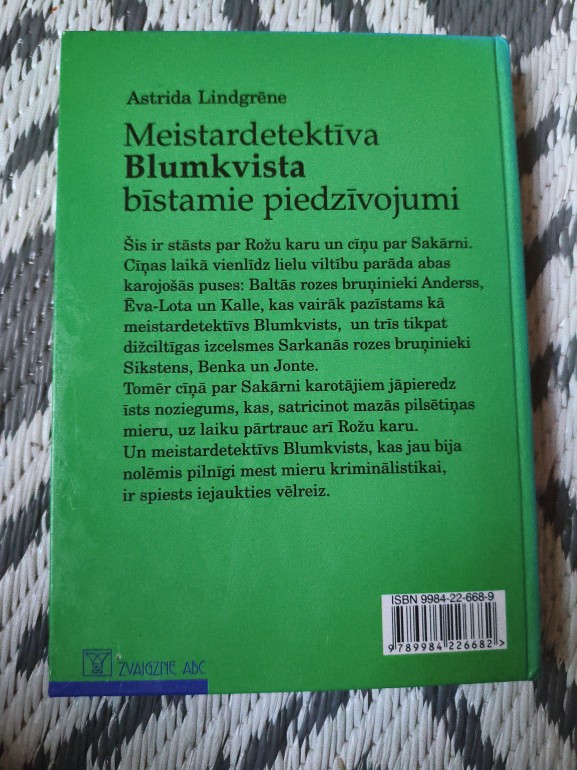 Astrida Lindgrēne
Meistardetektīva
Blumkvista
bīstamie piedzīvojumi
Šis ir stāsts par Rožu karu un cīņu par Sakārni.
Cīņas laikā vienlīdz lielu viltību parāda abas
karojošās puses: Baltās rozes bruņinieki Anderss,
Ēva-Lota un Kalle, kas vairāk pazīstams kā
meistardetektīvs Blumkvists, un trīs tikpat
dižciltīgas izcelsmes Sarkanās rozes bruņinieki
Sikstens, Benka un Jonte.
Tomēr cīņā par Sakārni karotājiem jāpieredz
īsts noziegums, kas, satricinot mazās pilsētiņas
mieru, uz laiku pārtrauc arī Rožu karu.
Un meistardetektīvs Blumkvists, kas jau bija
nolēmis pilnīgi mest mieru kriminālistikai,
ir spiests iejaukties vēlreiz.
ISBN 9984-22-668-9
9 789984 226682 >
ZVAIGZNE ABC